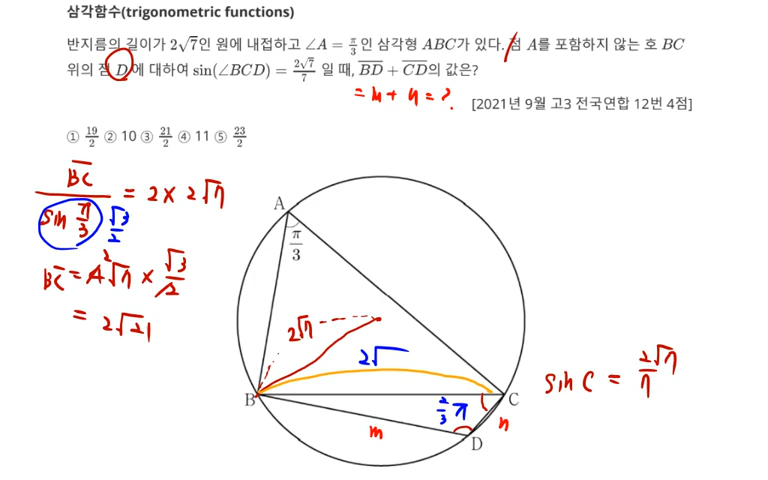 삼각함수(trigonometric functions)
반지름의 길이가 2√7인 원에 내접하고 ∠A = π/3인 삼각형 ABC가 있다. 점 A를 포함하지 않는 호 BC
위의 점 D에 대하여 sin(∠BCD) = 2√7/7 일 때, B̅D̅ + C̅D̅의 값은?
= m + n = ?
[2021년 9월 고3 전국연합 12번 4점]
① 19/2 ② 10 ③ 21/2 ④ 11 ⑤ 23/2
B̅C̅ / sin π/3 = 2 × 2√7
√3/2
B̅C̅ = 4√7 × √3/2
2
= 2√21
A
π/3
2√7
2√
B
C
2/3 π
m
n
D
sin C = 2√7/7